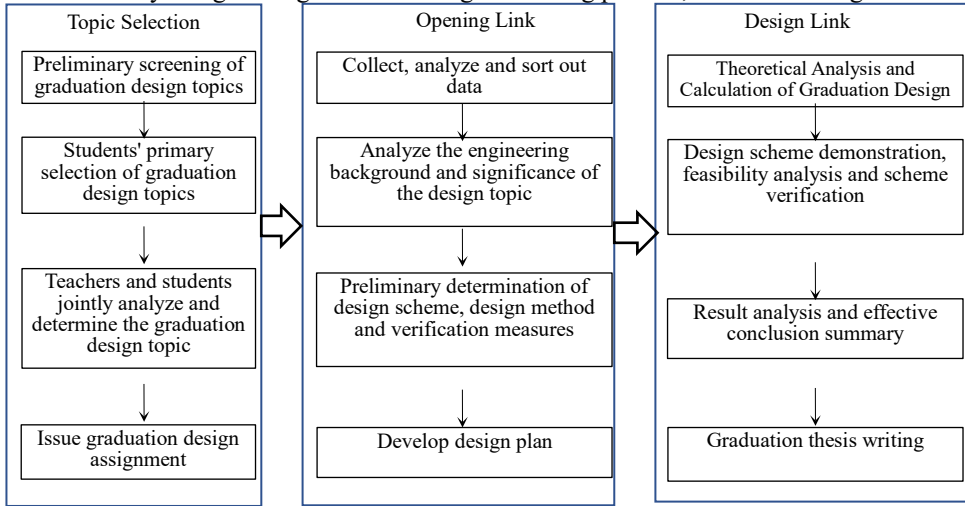 Topic Selection
Preliminary screening of
graduation design topics
Students' primary
selection of graduation
design topics
Teachers and students
jointly analyze and
determine the graduation
design topic
Issue graduation design
assignment
Opening Link
Collect, analyze and sort out
data
Analyze the engineering
background and significance of
the design topic
Preliminary determination of
design scheme, design method
and verification measures
Develop design plan
Design Link
Theoretical Analysis and
Calculation of Graduation Design
Design scheme demonstration,
feasibility analysis and scheme
verification
Result analysis and effective
conclusion summary
Graduation thesis writing